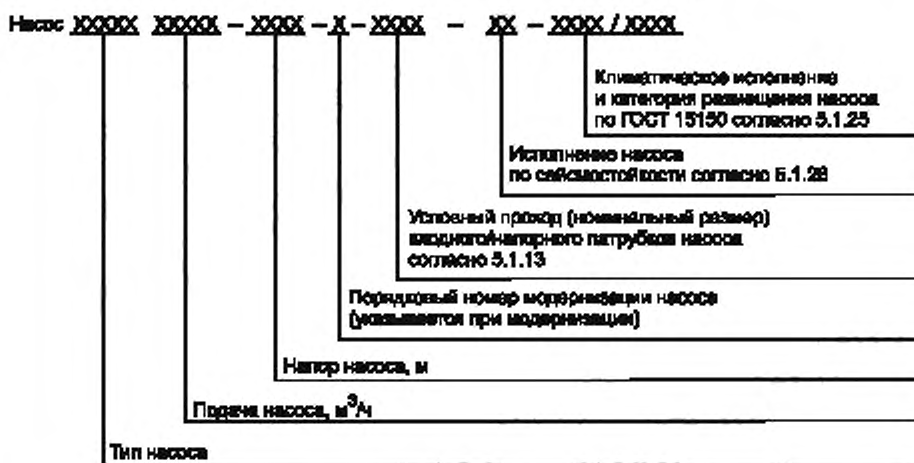 Насос XXXXX XXXXX – XXXX – X – XXXX – XX – XXXX / XXXX
Климатическое исполнение
и категория размещения насоса
по ГОСТ 15150 согласно 5.1.25
Исполнение насоса
по сейсмостойкости согласно 5.1.28
Условный проход (номинальный размер)
входного/напорного патрубков насоса
согласно 5.1.13
Порядковый номер модернизации насоса
(указывается при модернизации)
Напор насоса, м
Подача насоса, м³/ч
Тип насоса